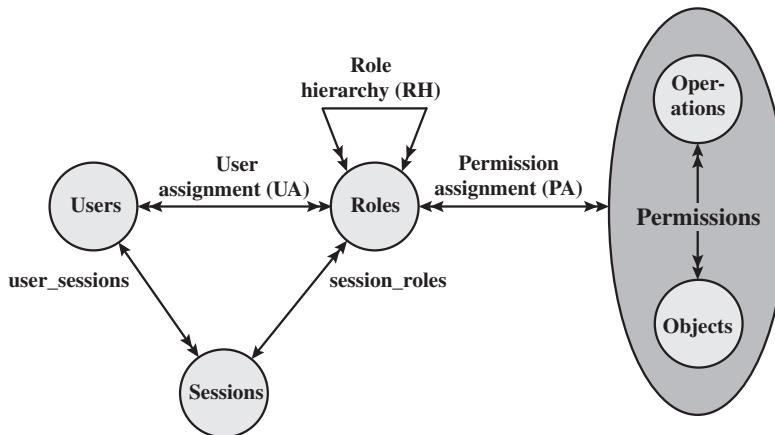 Role
hierarchy (RH)
Oper-
ations
User
assignment (UA)
Permission
assignment (PA)
Users
Roles
Permissions
user_sessions
session_roles
Objects
Sessions